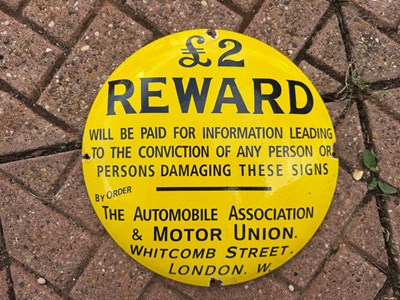 £2
REWARD
WILL BE PAID FOR INFORMATION LEADING
TO THE CONVICTION OF ANY PERSON OR
PERSONS DAMAGING THESE SIGNS
BY ORDER
THE AUTOMOBILE ASSOCIATION
& MOTOR UNION.
WHITCOMB STREET.
LONDON. W.